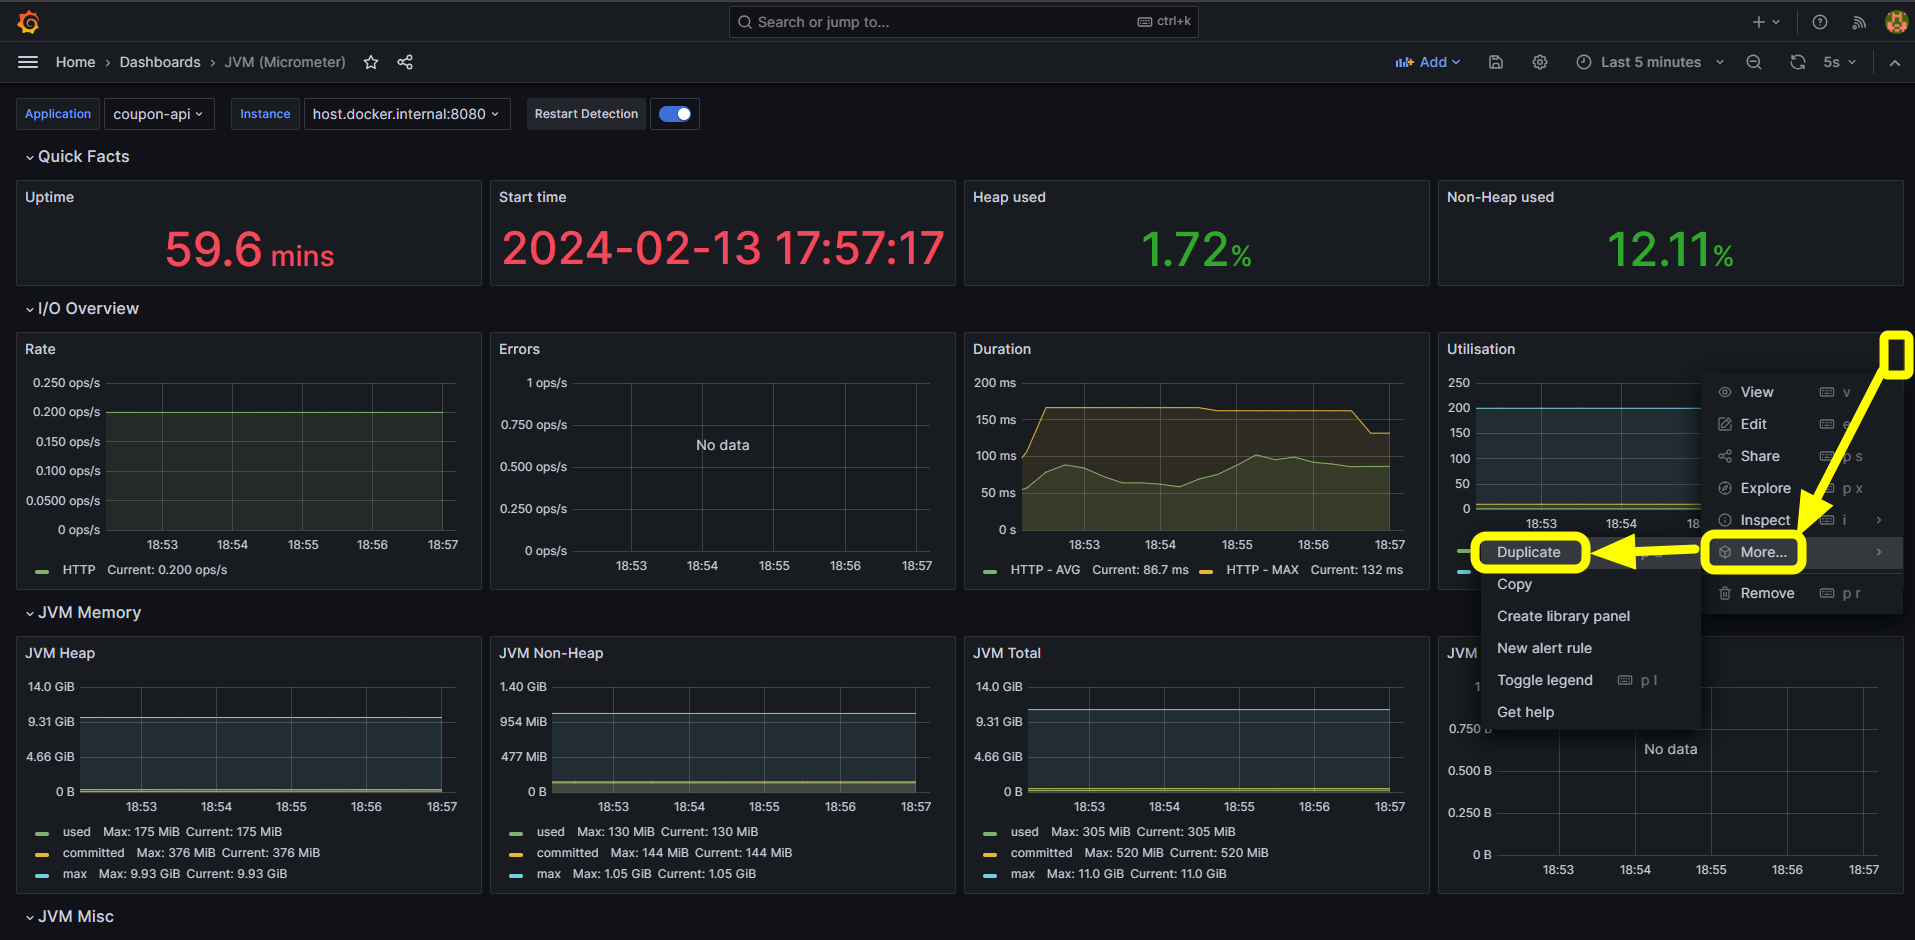 Search or jump to... ctrl+k
Home › Dashboards › JVM (Micrometer) Add Last 5 minutes 5s
Application coupon-api Instance host.docker.internal:8080 Restart Detection
Quick Facts
Uptime
59.6 mins
Start time
2024-02-13 17:57:17
Heap used
1.72%
Non-Heap used
12.11%
I/O Overview
Rate
0.250 ops/s
0.200 ops/s
0.150 ops/s
0.100 ops/s
0.0500 ops/s
0 ops/s
18:53 18:54 18:55 18:56 18:57
HTTP Current: 0.200 ops/s
Errors
1 ops/s
0.750 ops/s
0.500 ops/s
0.250 ops/s
0 ops/s
No data
18:53 18:54 18:55 18:56 18:57
Duration
200 ms
150 ms
100 ms
50 ms
0 s
18:53 18:54 18:55 18:56 18:57
HTTP - AVG Current: 86.7 ms HTTP - MAX Current: 132 ms
Utilisation
250
200
150
100
50
0
18:53 18:54 18
View v
Edit e
Share p s
Explore p x
Inspect i
More...
Remove p r
Duplicate
Copy
Create library panel
New alert rule
Toggle legend p l
Get help
JVM Memory
JVM Heap
14.0 GiB
9.31 GiB
4.66 GiB
0 B
18:53 18:54 18:55 18:56 18:57
used Max: 175 MiB Current: 175 MiB
committed Max: 376 MiB Current: 376 MiB
max Max: 9.93 GiB Current: 9.93 GiB
JVM Non-Heap
1.40 GiB
954 MiB
477 MiB
0 B
18:53 18:54 18:55 18:56 18:57
used Max: 130 MiB Current: 130 MiB
committed Max: 144 MiB Current: 144 MiB
max Max: 1.05 GiB Current: 1.05 GiB
JVM Total
14.0 GiB
9.31 GiB
4.66 GiB
0 B
18:53 18:54 18:55 18:56 18:57
used Max: 305 MiB Current: 305 MiB
committed Max: 520 MiB Current: 520 MiB
max Max: 11.0 GiB Current: 11.0 GiB
JVM
1
0.750 B
0.500 B
0.250 B
0 B
No data
18:53 18:54 18:55 18:56 18:57
JVM Misc